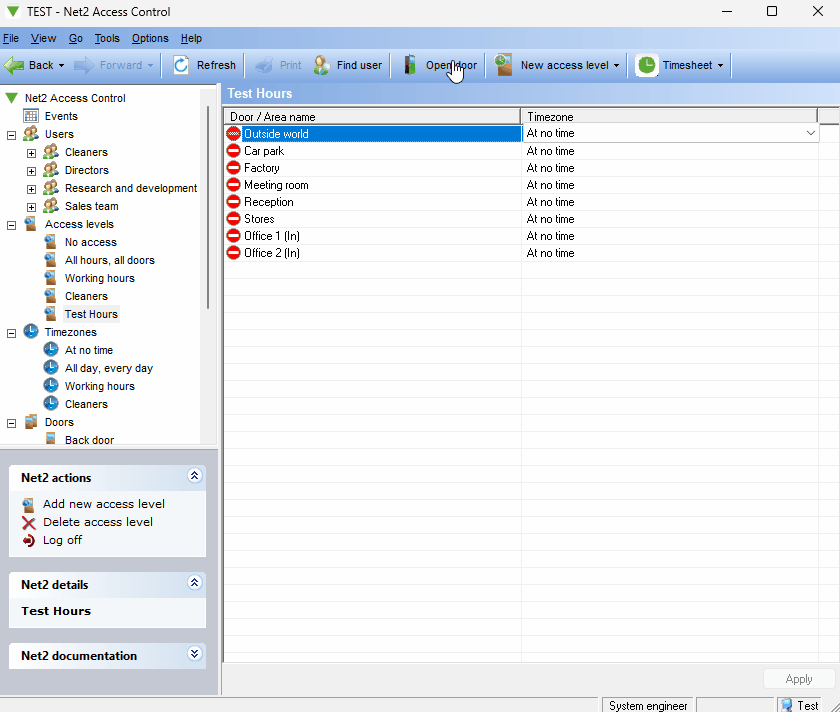 TEST - Net2 Access Control
File View Go Tools Options Help
Back Forward Refresh Print Find user Open door New access level Timesheet
Net2 Access Control
Events
Users
Cleaners
Directors
Research and development
Sales team
Access levels
No access
All hours, all doors
Working hours
Cleaners
Test Hours
Timezones
At no time
All day, every day
Working hours
Cleaners
Doors
Back door
Net2 actions
Add new access level
Delete access level
Log off
Net2 details
Test Hours
Net2 documentation
Test Hours
Door / Area name Timezone
Outside world At no time
Car park At no time
Factory At no time
Meeting room At no time
Reception At no time
Stores At no time
Office 1 (In) At no time
Office 2 (In) At no time
Apply
System engineer Test